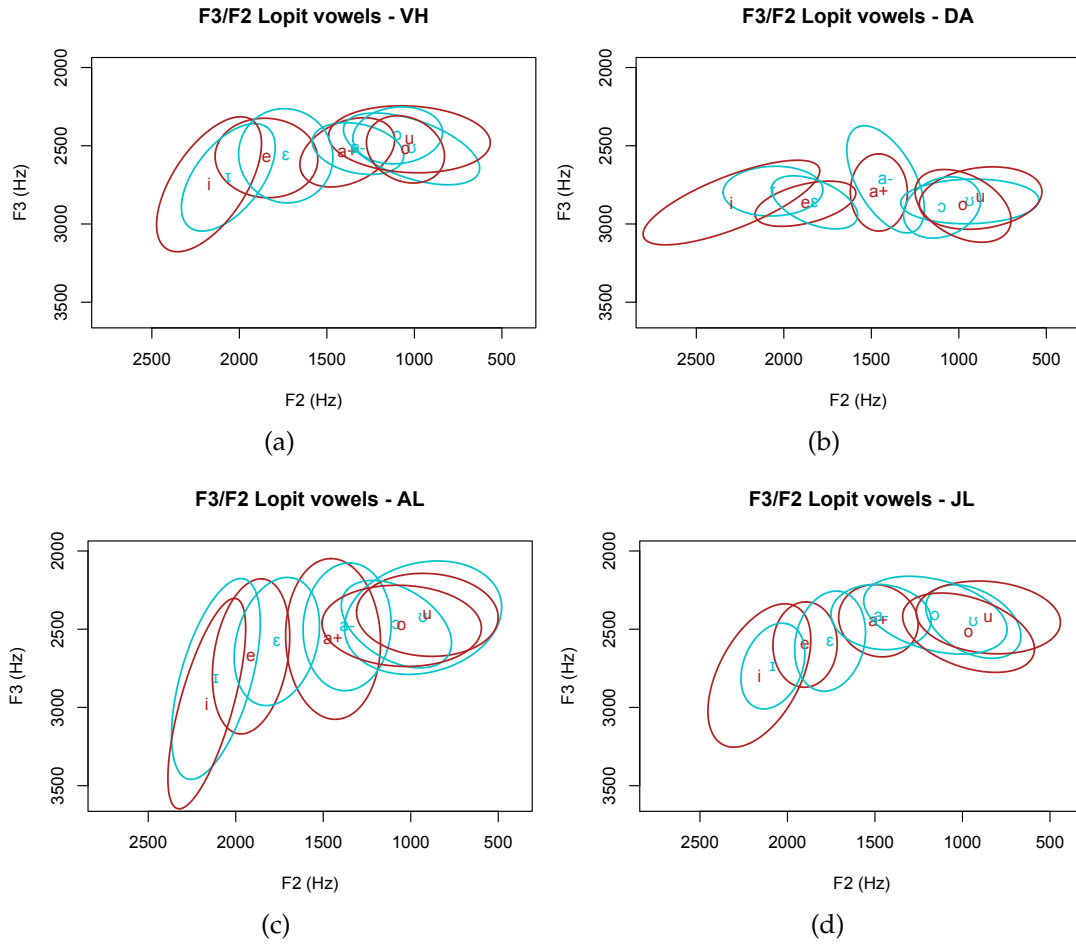 F3/F2 Lopit vowels - VH
F3 (Hz)
2000
2500
3000
3500
i
ɪ
e
ɛ
a+
a-
ɔ
o
u
ʊ
2500 2000 1500 1000 500
F2 (Hz)
(a)
F3/F2 Lopit vowels - DA
F3 (Hz)
2000
2500
3000
3500
i
ɪ
e
ɛ
a+
a-
ɔ
o
ʊ
u
2500 2000 1500 1000 500
F2 (Hz)
(b)
F3/F2 Lopit vowels - AL
F3 (Hz)
2000
2500
3000
3500
i
ɪ
e
ɛ
a+
a-
ɔ
o
ʊ
u
2500 2000 1500 1000 500
F2 (Hz)
(c)
F3/F2 Lopit vowels - JL
F3 (Hz)
2000
2500
3000
3500
i
ɪ
e
ɛ
a+
a-
ɔ
o
ʊ
u
2500 2000 1500 1000 500
F2 (Hz)
(d)